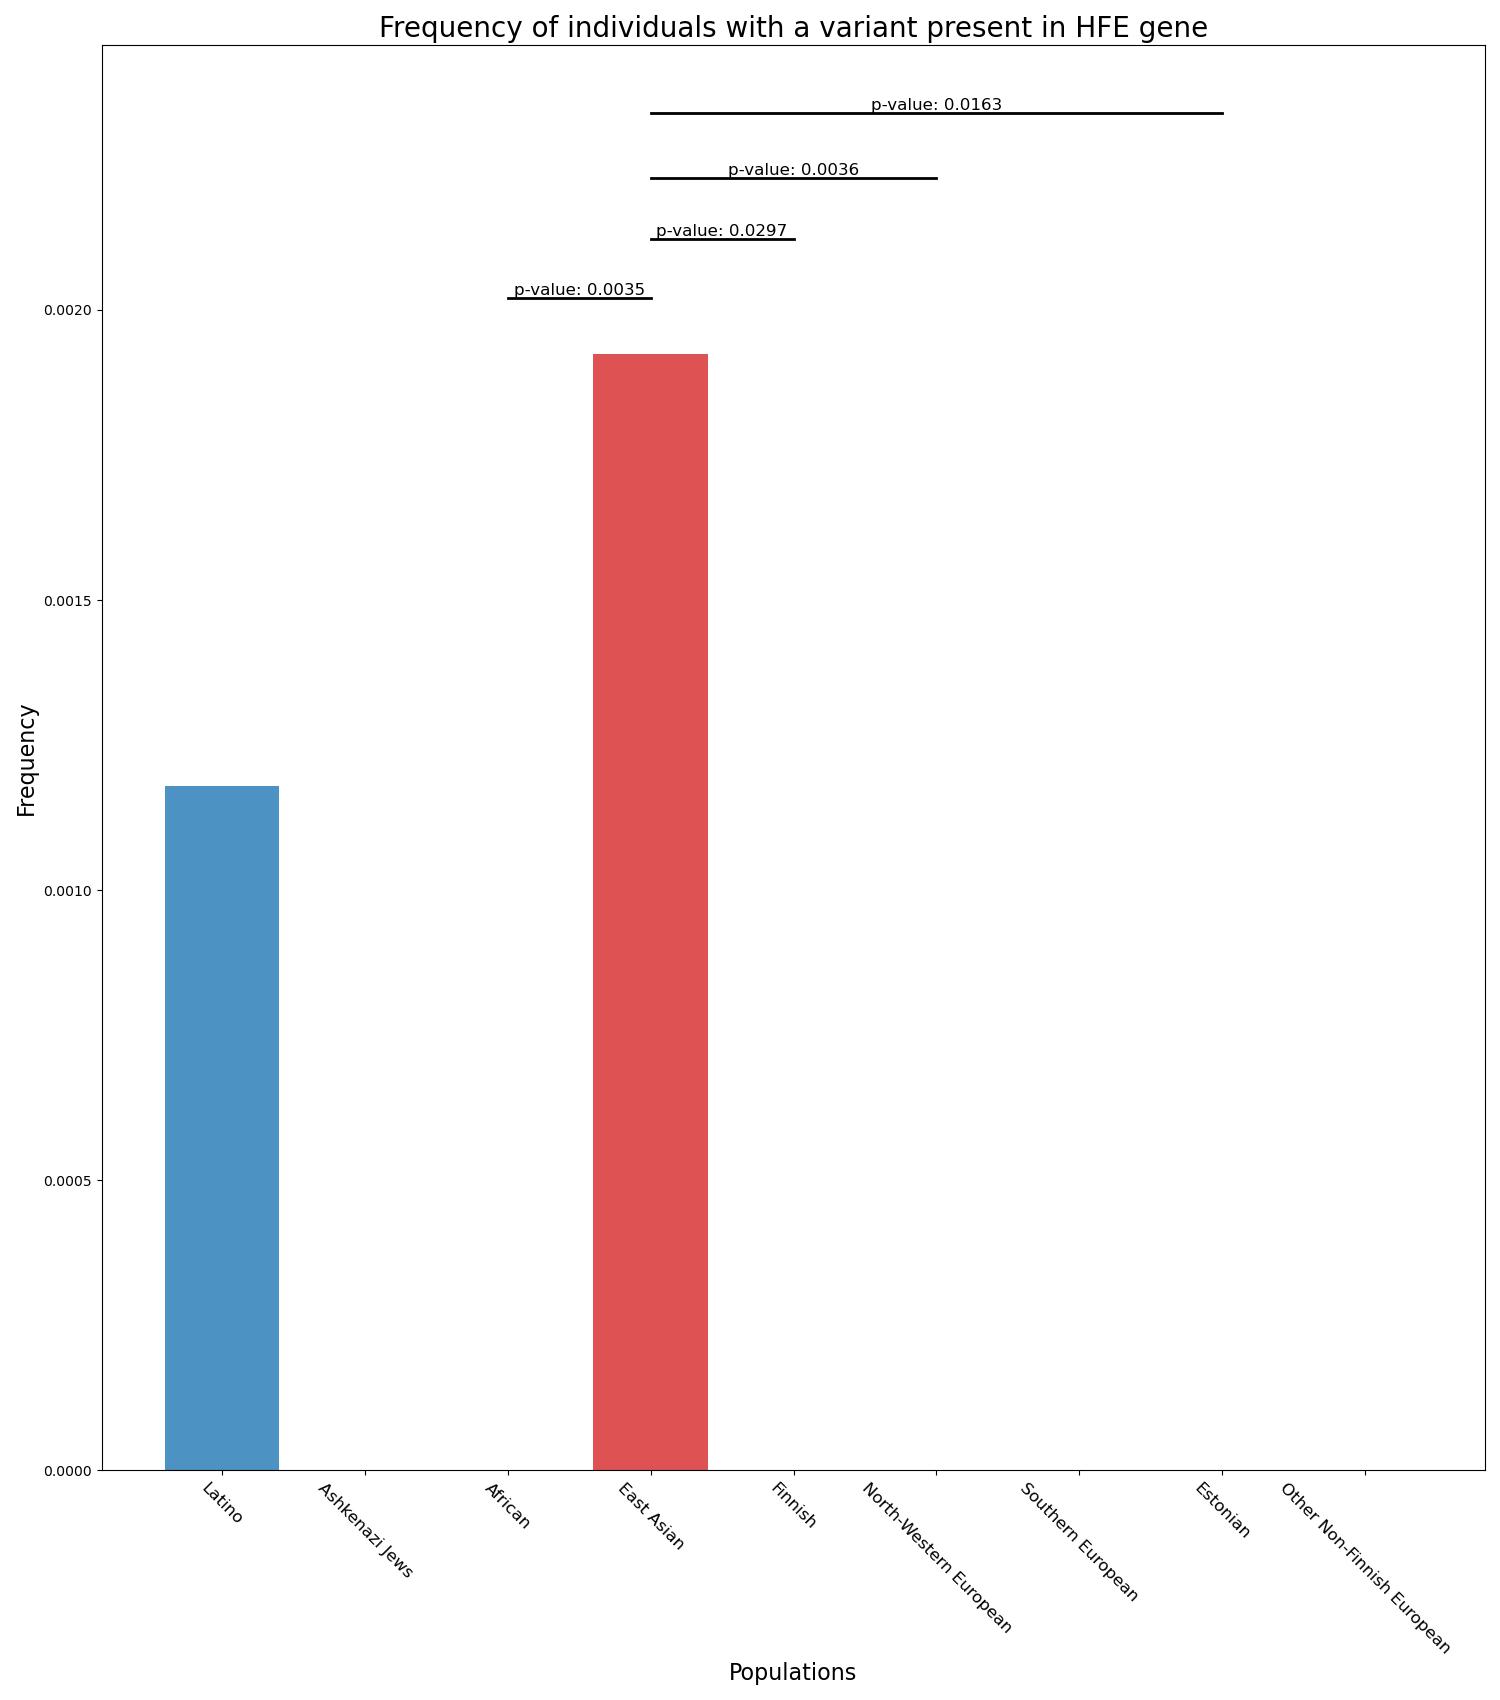 Frequency of individuals with a variant present in HFE gene
p-value: 0.0163
p-value: 0.0036
p-value: 0.0297
p-value: 0.0035
0.0020
0.0015
0.0010
0.0005
0.0000
Frequency
Latino
Ashkenazi Jews
African
East Asian
Finnish
North-Western European
Southern European
Estonian
Other Non-Finnish European
Populations